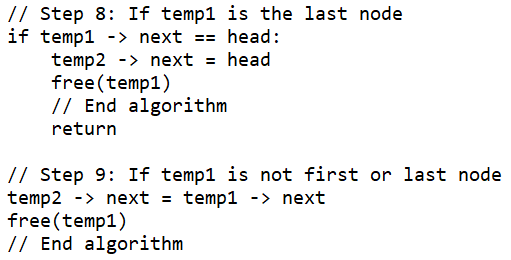 // Step 8: If temp1 is the last node
if temp1 -> next == head:
    temp2 -> next = head
    free(temp1)
    // End algorithm
    return

// Step 9: If temp1 is not first or last node
temp2 -> next = temp1 -> next
free(temp1)
// End algorithm